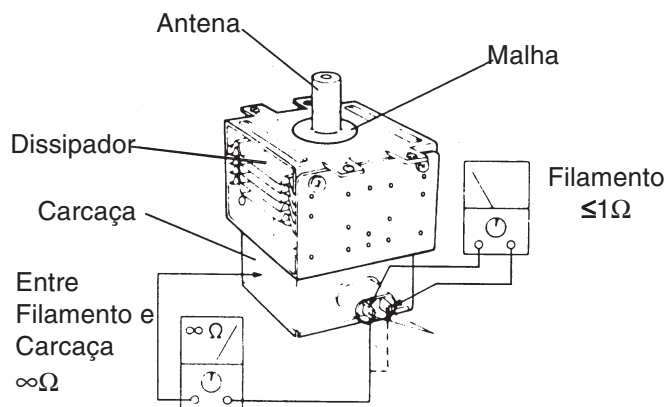 Antena
Malha
Dissipador
Filamento
≤1Ω
Carcaça
Entre
Filamento e
Carcaça
∞Ω
∞ Ω